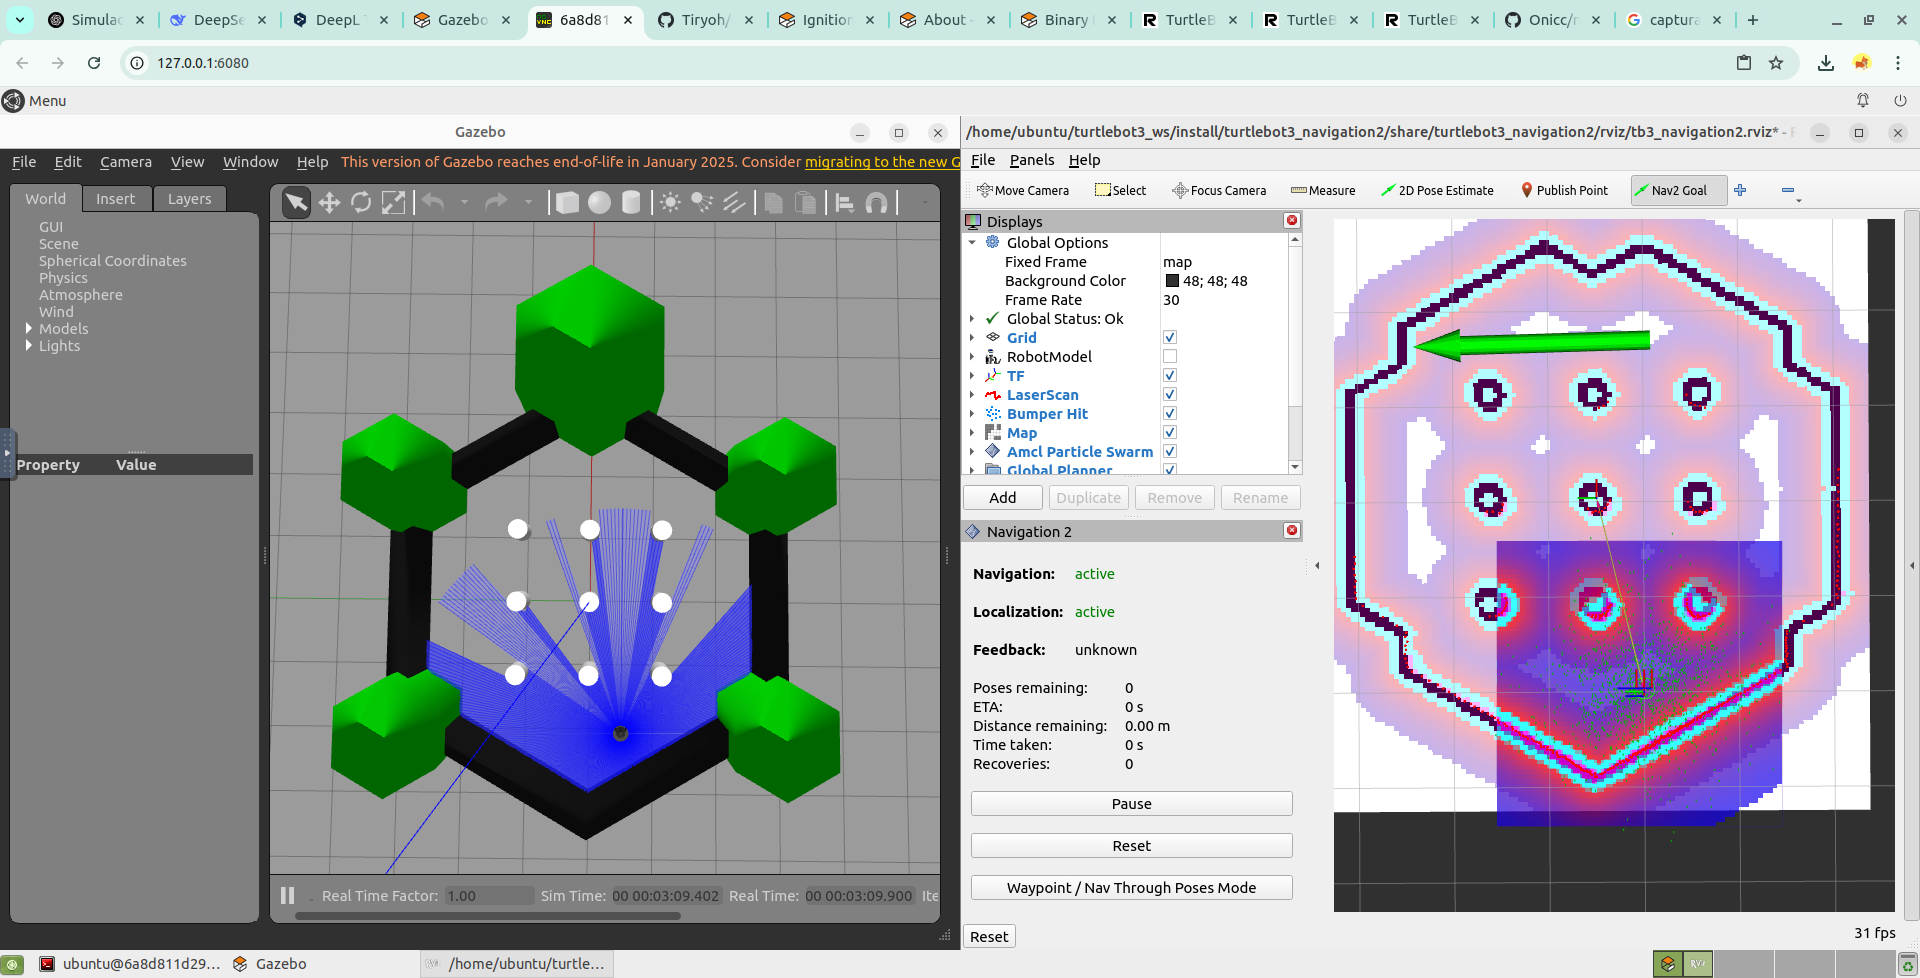 Simulac
DeepSe
DeepL T
Gazebo
6a8d81
Tiryoh/
Ignition
About -
Binary
TurtleB
TurtleB
TurtleB
Onicc/r
captura
127.0.0.1:6080
Menu
Gazebo
File Edit Camera View Window Help This version of Gazebo reaches end-of-life in January 2025. Consider migrating to the new G
World Insert Layers
GUI
Scene
Spherical Coordinates
Physics
Atmosphere
Wind
Models
Lights
Property Value
Real Time Factor: 1.00 Sim Time: 00 00:03:09.402 Real Time: 00 00:03:09.900 Ite
/home/ubuntu/turtlebot3_ws/install/turtlebot3_navigation2/share/turtlebot3_navigation2/rviz/tb3_navigation2.rviz* - R
File Panels Help
Move Camera Select Focus Camera Measure 2D Pose Estimate Publish Point Nav2 Goal
Displays
Global Options
Fixed Frame map
Background Color 48; 48; 48
Frame Rate 30
Global Status: Ok
Grid
RobotModel
TF
LaserScan
Bumper Hit
Map
Amcl Particle Swarm
Global Planner
Add Duplicate Remove Rename
Navigation 2
Navigation: active
Localization: active
Feedback: unknown
Poses remaining: 0
ETA: 0 s
Distance remaining: 0.00 m
Time taken: 0 s
Recoveries: 0
Pause
Reset
Waypoint / Nav Through Poses Mode
Reset
31 fps
ubuntu@6a8d811d29...
Gazebo
/home/ubuntu/turtle...